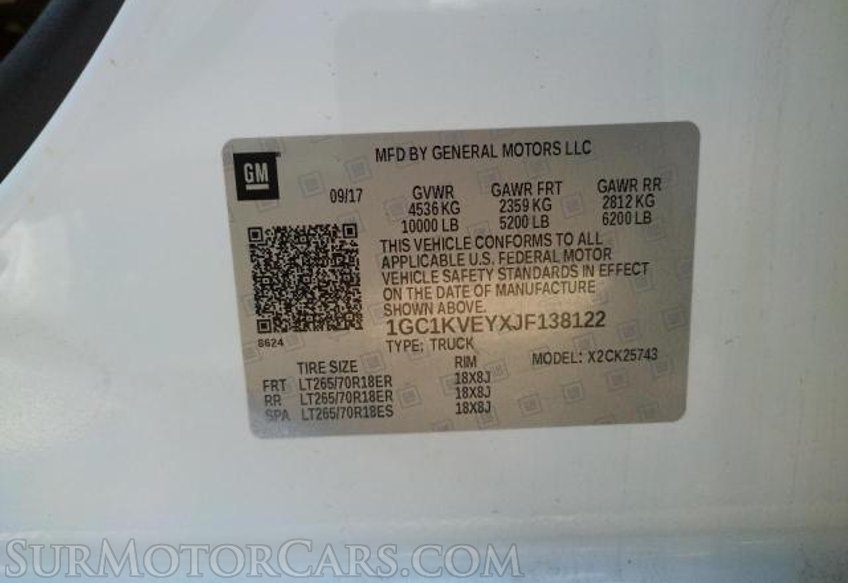 GM
MFD BY GENERAL MOTORS LLC
09/17 GVWR GAWR FRT GAWR RR
4536 KG 2359 KG 2812 KG
10000 LB 5200 LB 6200 LB
THIS VEHICLE CONFORMS TO ALL
APPLICABLE U.S. FEDERAL MOTOR
VEHICLE SAFETY STANDARDS IN EFFECT
ON THE DATE OF MANUFACTURE
SHOWN ABOVE.
8624
1GC1KVEYXJF138122
TYPE: TRUCK MODEL: X2CK25743
TIRE SIZE RIM
FRT LT265/70R18ER 18X8J
RR LT265/70R18ER 18X8J
SPA LT265/70R18ES 18X8J
SurMotorCars.com
SurMotorCars.com